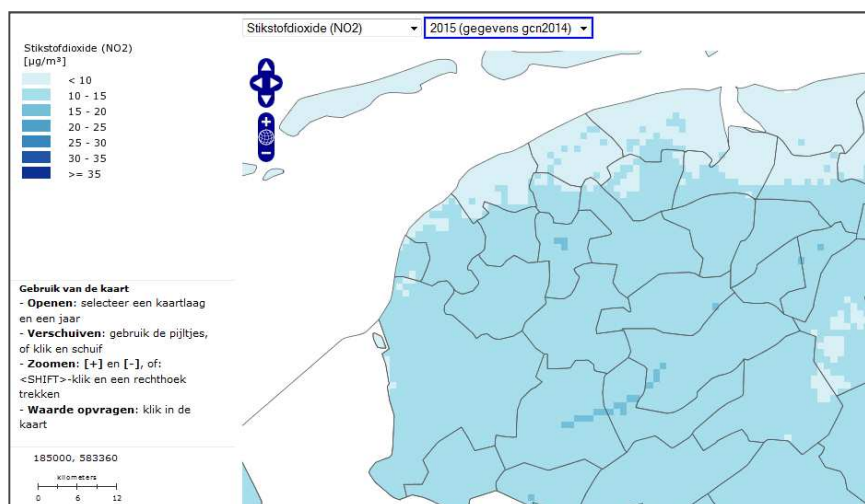 Stikstofdioxide (NO2) 2015 (gegevens gcn2014)
Stikstofdioxide (NO2)
[µg/m³]
< 10
10 - 15
15 - 20
20 - 25
25 - 30
30 - 35
>= 35
Gebruik van de kaart
- Openen: selecteer een kaartlaag
en een jaar
- Verschuiven: gebruik de pijltjes,
of klik en schuif
- Zoomen: [+] en [-], of:
<SHIFT>-klik en een rechthoek
trekken
- Waarde opvragen: klik in de
kaart
185000, 583360
kilometers
0 6 12